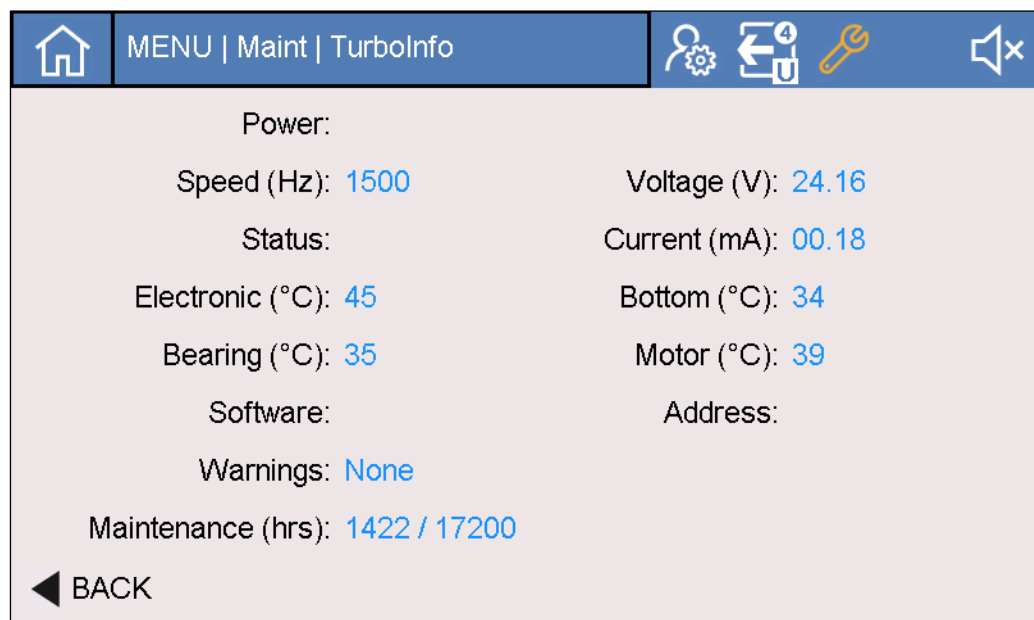 MENU | Maint | TurboInfo
4
U
Power:
Speed (Hz): 1500 Voltage (V): 24.16
Status: Current (mA): 00.18
Electronic (°C): 45 Bottom (°C): 34
Bearing (°C): 35 Motor (°C): 39
Software: Address:
Warnings: None
Maintenance (hrs): 1422 / 17200
BACK